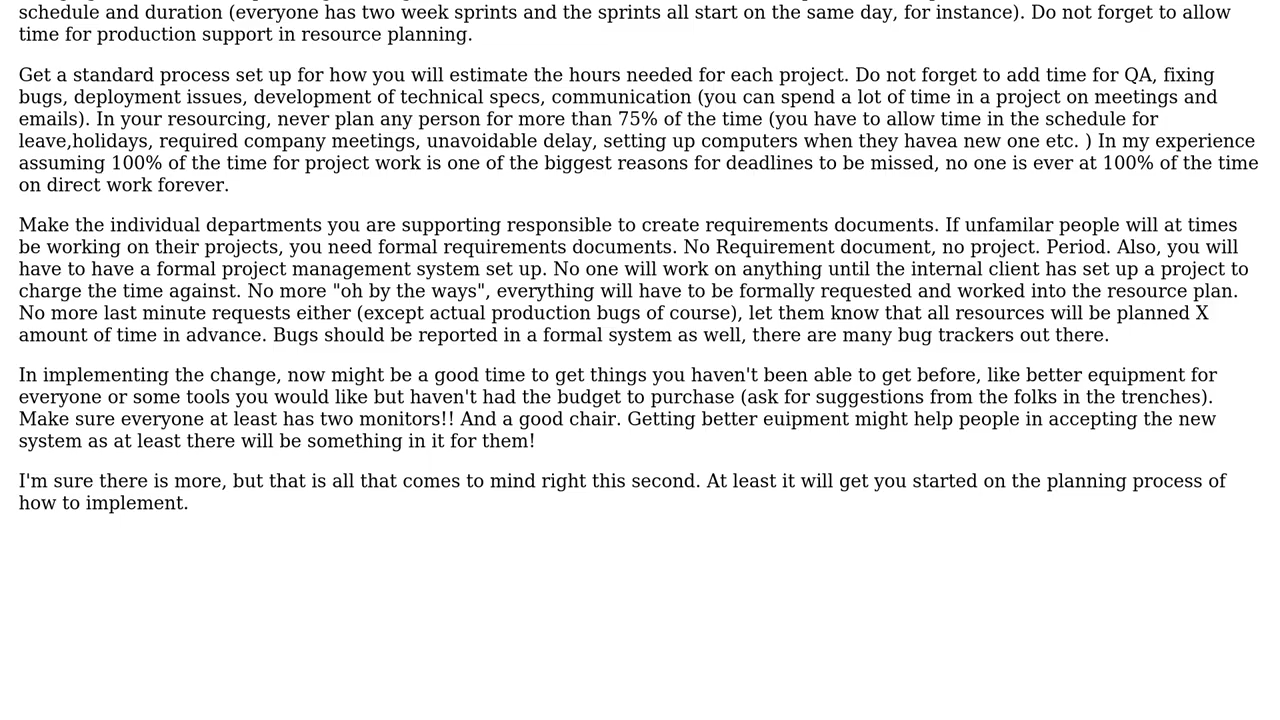 schedule and duration (everyone has two week sprints and the sprints all start on the same day, for instance). Do not forget to allow
time for production support in resource planning.
Get a standard process set up for how you will estimate the hours needed for each project. Do not forget to add time for QA, fixing
bugs, deployment issues, development of technical specs, communication (you can spend a lot of time in a project on meetings and
emails). In your resourcing, never plan any person for more than 75% of the time (you have to allow time in the schedule for
leave,holidays, required company meetings, unavoidable delay, setting up computers when they havea new one etc. ) In my experience
assuming 100% of the time for project work is one of the biggest reasons for deadlines to be missed, no one is ever at 100% of the time
on direct work forever.
Make the individual departments you are supporting responsible to create requirements documents. If unfamilar people will at times
be working on their projects, you need formal requirements documents. No Requirement document, no project. Period. Also, you will
have to have a formal project management system set up. No one will work on anything until the internal client has set up a project to
charge the time against. No more "oh by the ways", everything will have to be formally requested and worked into the resource plan.
No more last minute requests either (except actual production bugs of course), let them know that all resources will be planned X
amount of time in advance. Bugs should be reported in a formal system as well, there are many bug trackers out there.
In implementing the change, now might be a good time to get things you haven't been able to get before, like better equipment for
everyone or some tools you would like but haven't had the budget to purchase (ask for suggestions from the folks in the trenches).
Make sure everyone at least has two monitors!! And a good chair. Getting better euipment might help people in accepting the new
system as at least there will be something in it for them!
I'm sure there is more, but that is all that comes to mind right this second. At least it will get you started on the planning process of
how to implement.